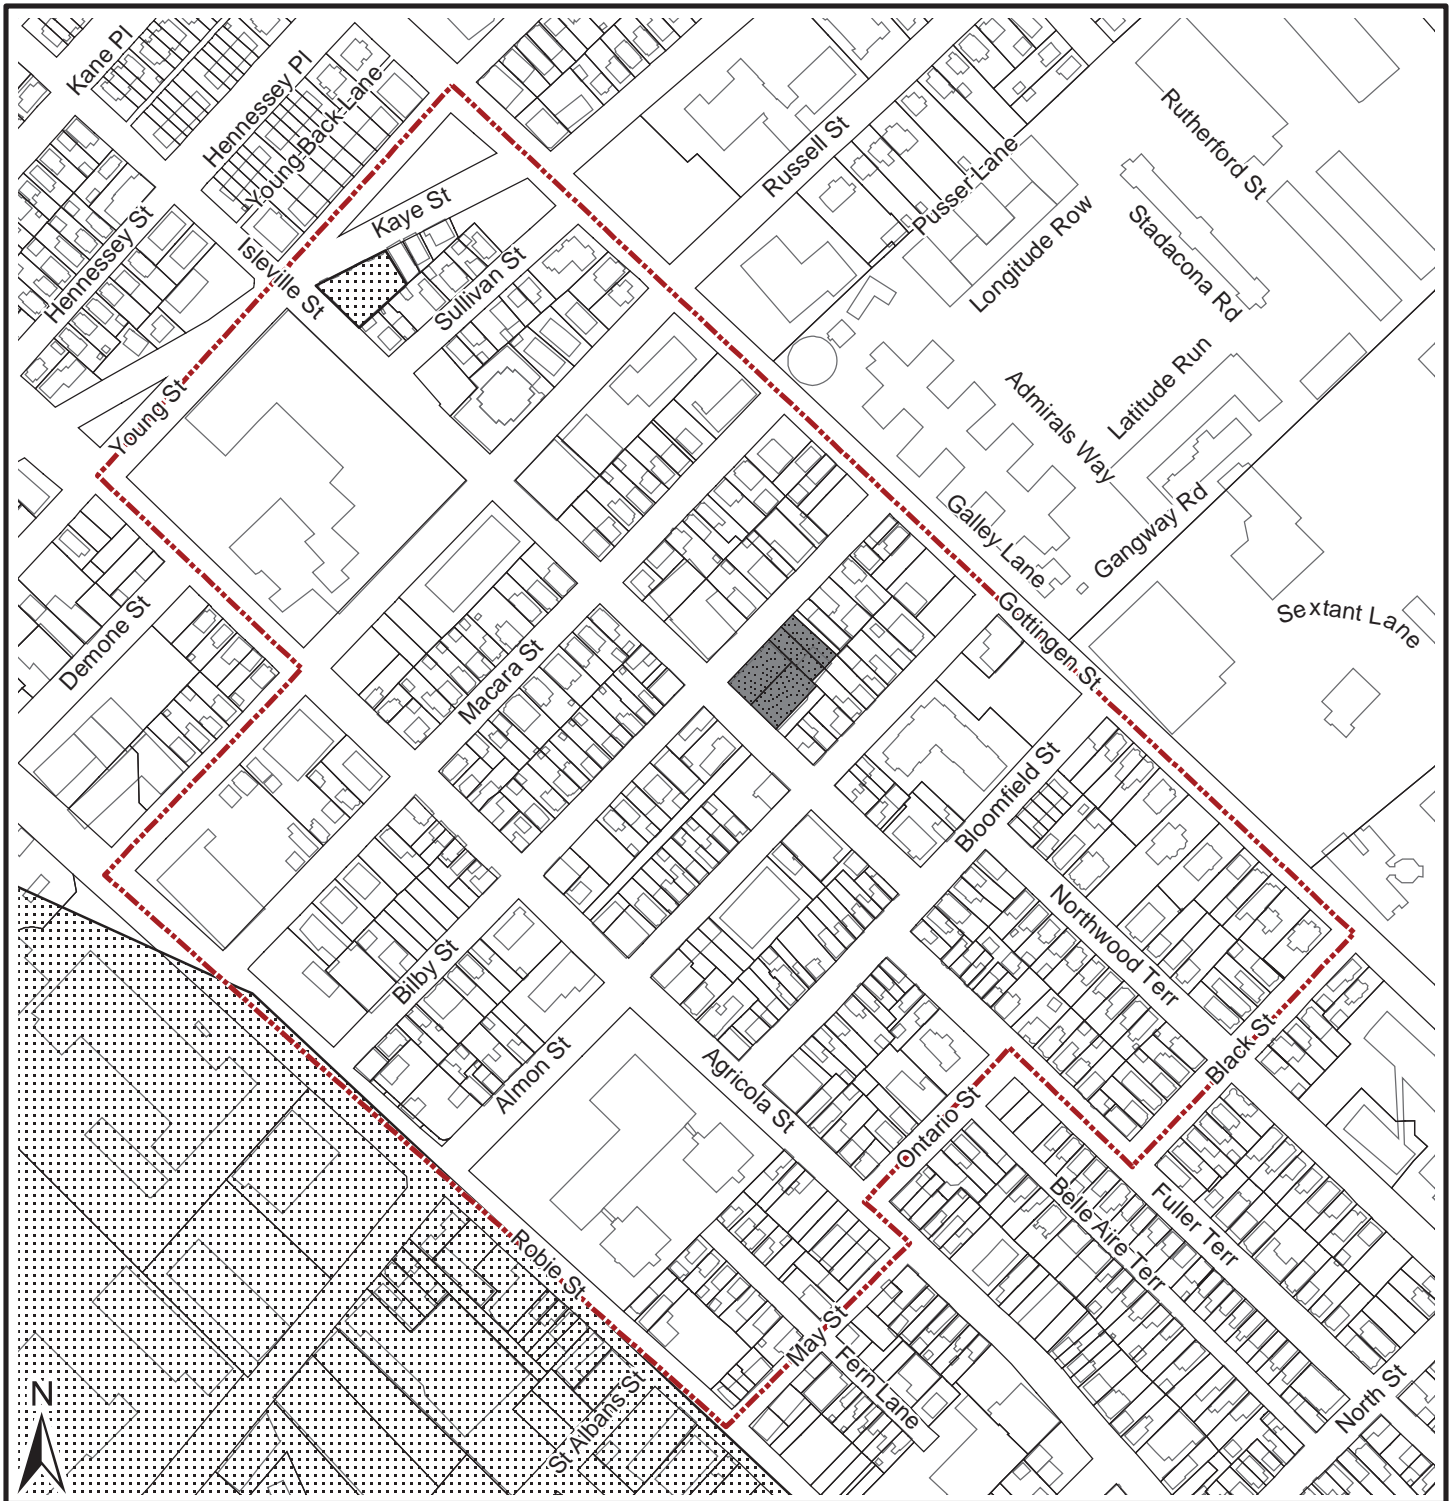 Kane Pl
Hennessey Pl
Young Back Lane
Rutherford St
Russell St
Pusser Lane
Kaye St
Hennessey St
Isleville St
Sullivan St
Longitude Row
Stadacona Rd
Young St
Latitude Run
Admirals Way
Galley Lane
Gangway Rd
Demone St
Macara St
Gottingen St
Sextant Lane
Bloomfield St
Northwood Terr
Bilby St
Almon St
Agricola St
Black St
Ontario St
Belle Aire Terr
Fuller Terr
Robie St
May St
Fern Lane
St Albans St
North St
N